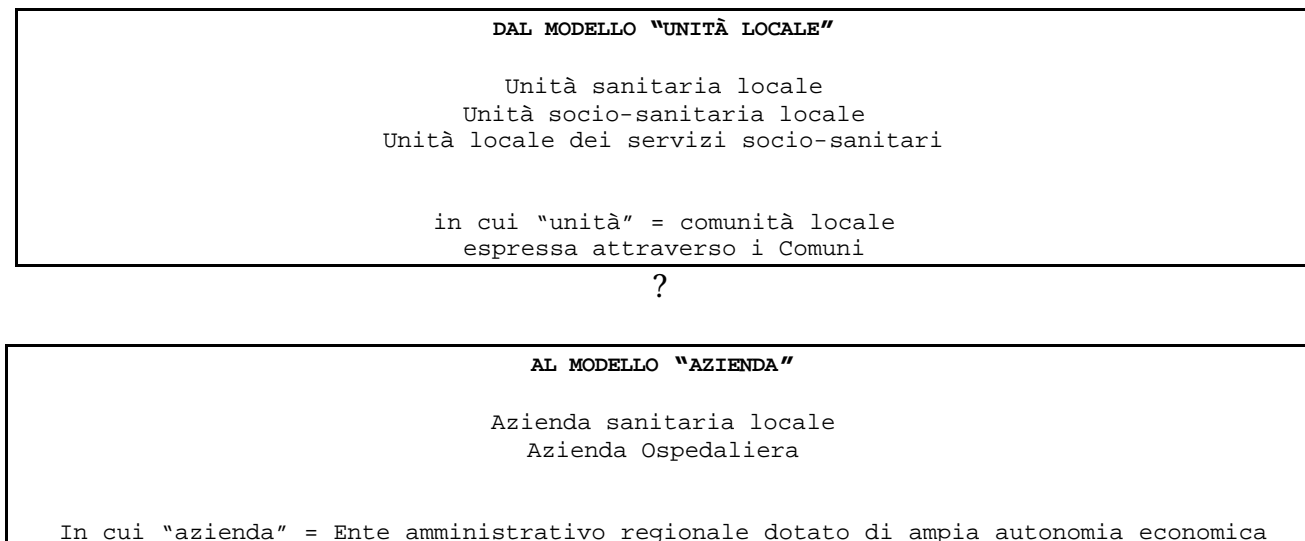 DAL MODELLO “UNITÀ LOCALE”
Unità sanitaria locale
Unità socio-sanitaria locale
Unità locale dei servizi socio-sanitari
in cui “unità” = comunità locale
espressa attraverso i Comuni
?
AL MODELLO “AZIENDA”
Azienda sanitaria locale
Azienda Ospedaliera
In cui “azienda” = Ente amministrativo regionale dotato di ampia autonomia economica